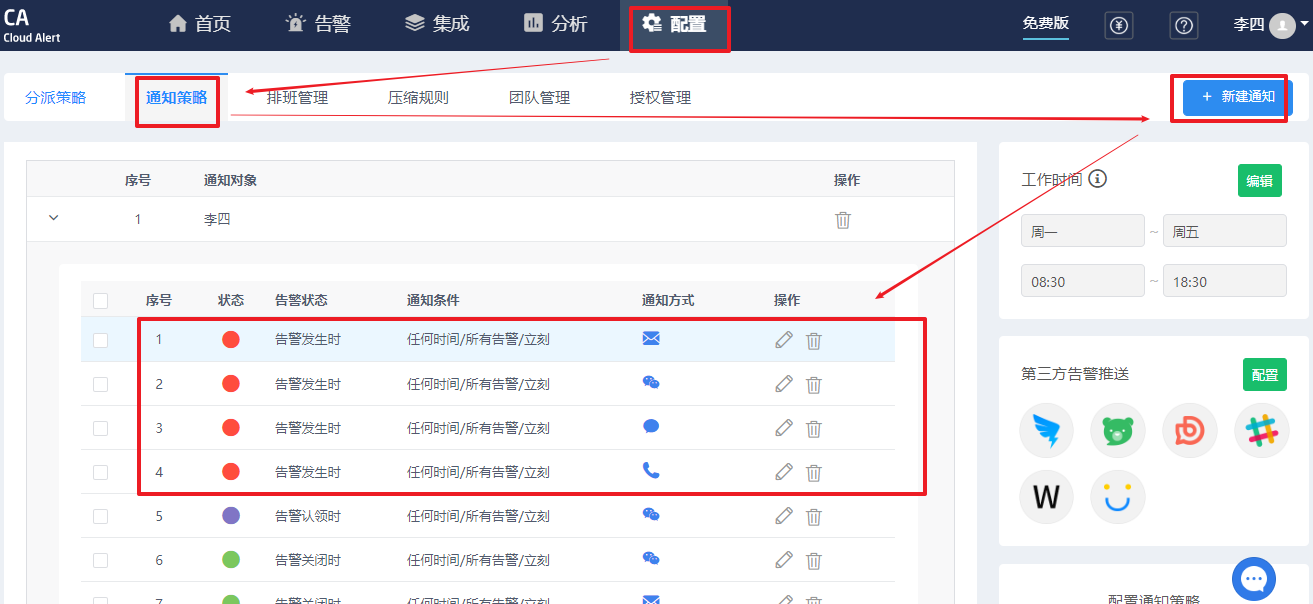 CA
Cloud Alert
首页
告警
集成
分析
配置
免费版
李四
分派策略
通知策略
排班管理
压缩规则
团队管理
授权管理
+ 新建通知
序号 通知对象 操作
1 李四
序号 状态 告警状态 通知条件 通知方式 操作
1 告警发生时 任何时间/所有告警/立刻
2 告警发生时 任何时间/所有告警/立刻
3 告警发生时 任何时间/所有告警/立刻
4 告警发生时 任何时间/所有告警/立刻
5 告警认领时 任何时间/所有告警/立刻
6 告警关闭时 任何时间/所有告警/立刻
7 告警关闭时 任何时间/所有告警/立刻
工作时间
编辑
周一 ~ 周五
08:30 ~ 18:30
第三方告警推送
配置
W
配置通知策略